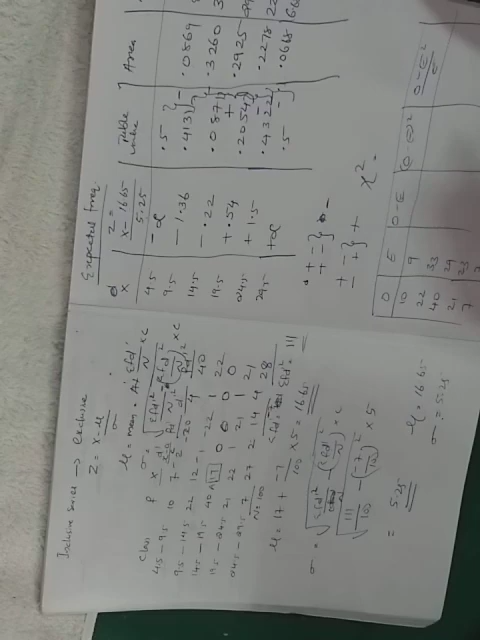 Inclusive series → exclusive
Z = x-μ
σ
μ = mean = A + Σfd' / N × C
σ = √ Σfd'² / N - (Σfd' / N)² × C
Class f x d' fd' fd'²
4.5 - 9.5 10 7 -2 -20 40
9.5 - 14.5 22 12 -1 -22 22
14.5 - 19.5 40 17 0 0 0
19.5 - 24.5 21 22 1 21 21
24.5 - 29.5 7 27 2 14 28
N = 100 Σfd' Σfd'² = 111
μ = 17 + -7 / 100 × 5 = 16.65
σ = √ Σfd'² / N - (Σfd' / N)² × C
√ 111 / 100 - (-7 / 100)² × 5
= 5.25
μ = 16.65
σ = 5.25
Expected freq.
x Z = x - 16.65 / 5.25 Table value Area
4.5 -α .5 .0869
9.5 -1.36 .4131 .3260
14.5 -.22 .0871 .2925
19.5 +.54 .2054 .2278
24.5 +1.5 .4332 .0668
29.5 +α .5
+ - } -
+ + } +
x² =
O E O-E (O-E)² (O-E)² / E
10 9
22 33
40 29
21 23
7 7